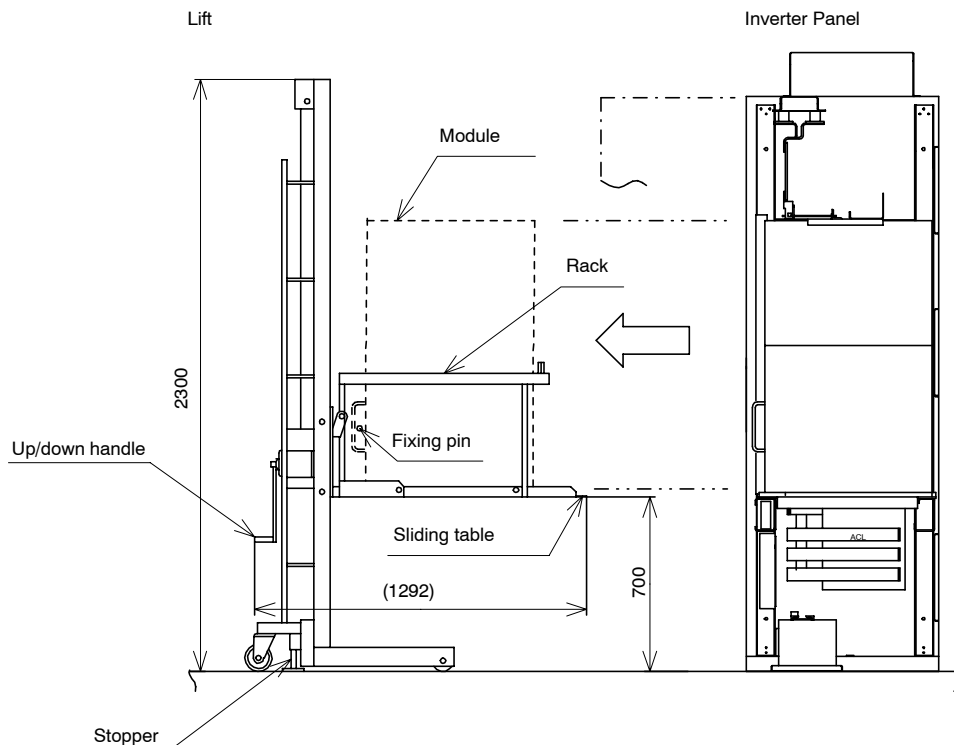 Lift
Inverter Panel
Module
Rack
2300
Up/down handle
Fixing pin
Sliding table
ACL
(1292)
700
Stopper